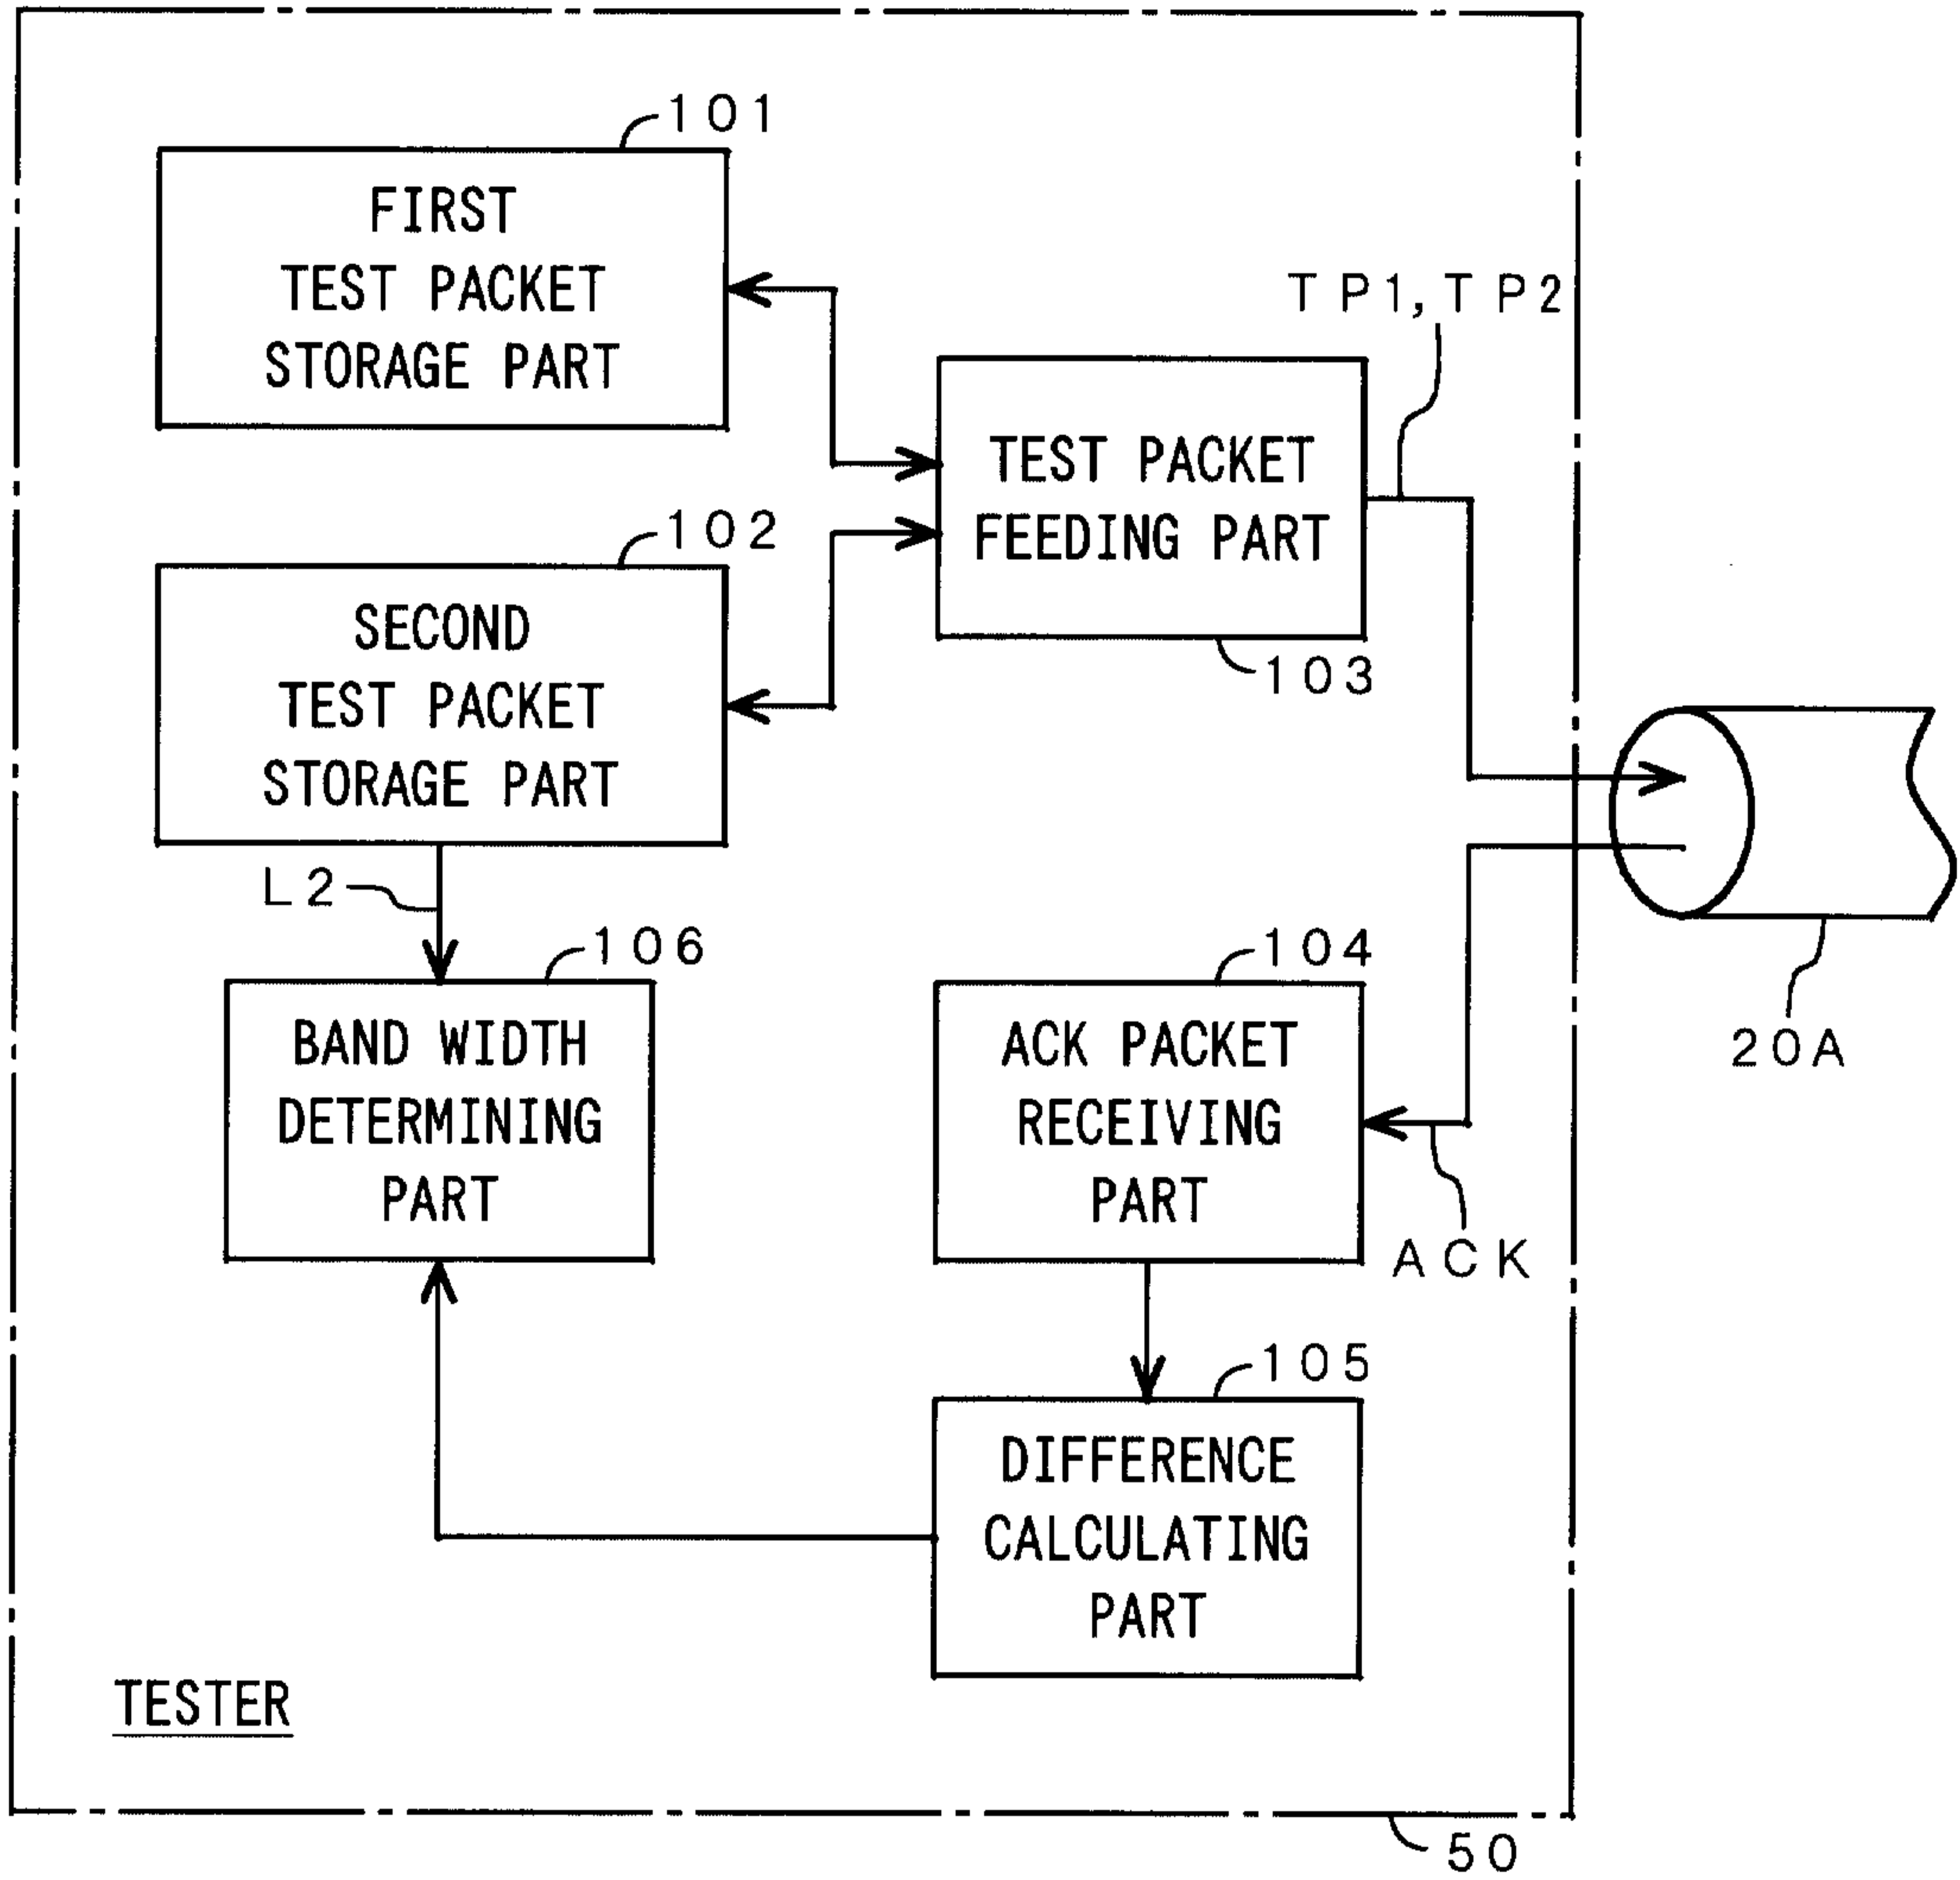 101
FIRST
TEST PACKET
STORAGE PART
TP1, TP2
TEST PACKET
FEEDING PART
103
102
SECOND
TEST PACKET
STORAGE PART
L2
106
BAND WIDTH
DETERMINING
PART
104
ACK PACKET
RECEIVING
PART
20A
ACK
105
DIFFERENCE
CALCULATING
PART
TESTER
50